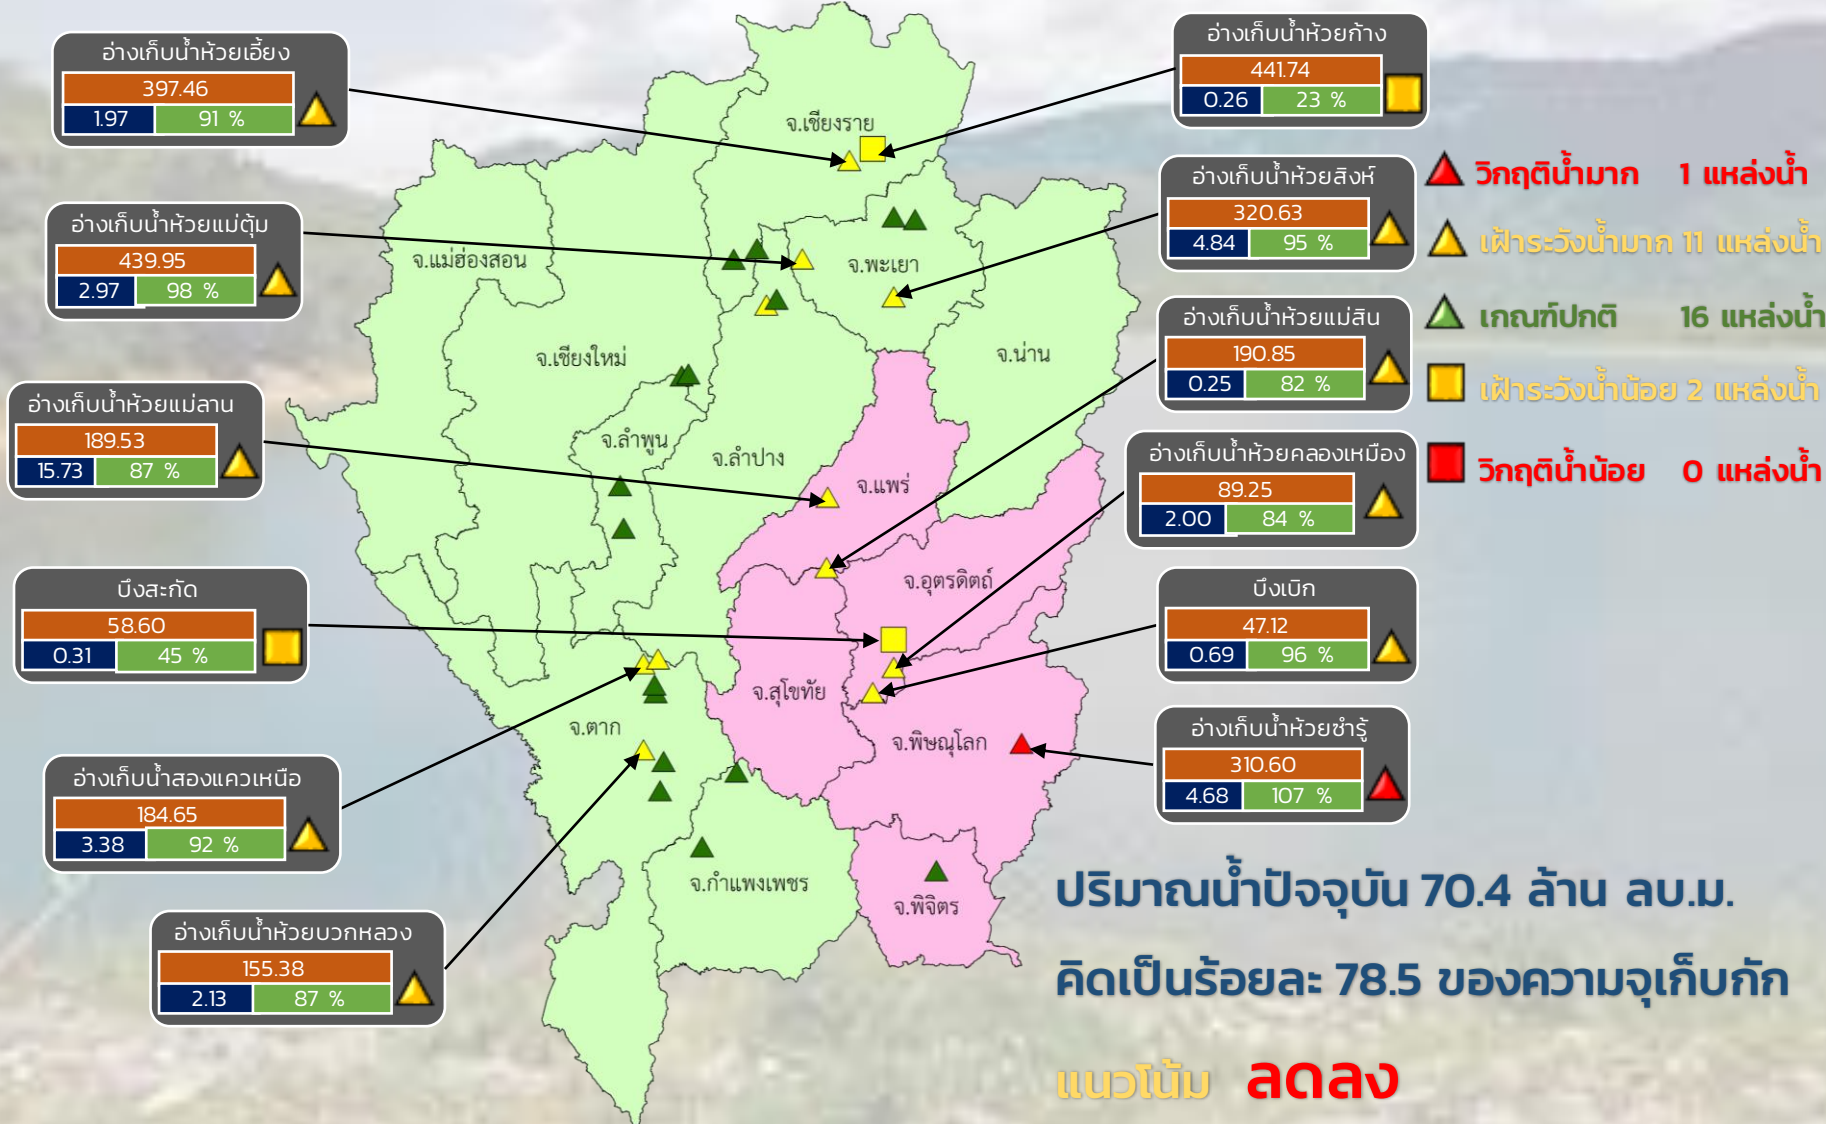 อ่างเก็บน้ำห้วยเอี้ยง
397.46
1.97 91 %
อ่างเก็บน้ำห้วยแม่ตุ้ม
439.95
2.97 98 %
อ่างเก็บน้ำห้วยแม่ลาน
189.53
15.73 87 %
บึงสะกัด
58.60
0.31 45 %
อ่างเก็บน้ำสองแควเหนือ
184.65
3.38 92 %
อ่างเก็บน้ำห้วยบวกหลวง
155.38
2.13 87 %
จ.เชียงราย
จ.แม่ฮ่องสอน
จ.พะเยา
จ.เชียงใหม่
จ.น่าน
จ.ลำพูน
จ.ลำปาง
จ.แพร่
จ.อุตรดิตถ์
จ.สุโขทัย
จ.ตาก
จ.พิษณุโลก
จ.กำแพงเพชร
จ.พิจิตร
อ่างเก็บน้ำห้วยก้าง
441.74
0.26 23 %
อ่างเก็บน้ำห้วยสิงห์
320.63
4.84 95 %
อ่างเก็บน้ำห้วยแม่สิน
190.85
0.25 82 %
อ่างเก็บน้ำห้วยคลองเหมือง
89.25
2.00 84 %
บึงเบิก
47.12
0.69 96 %
อ่างเก็บน้ำห้วยซำรู้
310.60
4.68 107 %
วิกฤติน้ำมาก 1 แหล่งน้ำ
เฝ้าระวังน้ำมาก 11 แหล่งน้ำ
เกณฑ์ปกติ 16 แหล่งน้ำ
เฝ้าระวังน้ำน้อย 2 แหล่งน้ำ
วิกฤติน้ำน้อย 0 แหล่งน้ำ
ปริมาณน้ำปัจจุบัน 70.4 ล้าน ลบ.ม.
คิดเป็นร้อยละ 78.5 ของความจุเก็บกัก
แนวโน้ม ลดลง